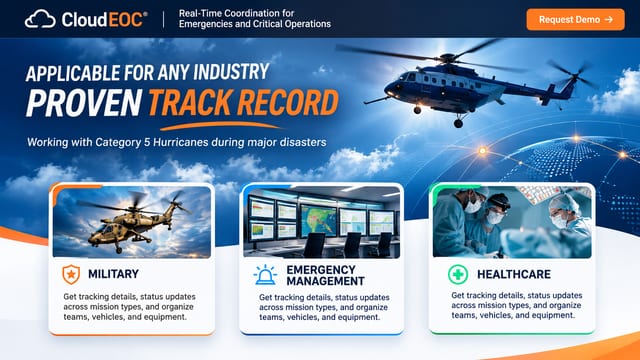 CloudEOC®
Real-Time Coordination for
Emergencies and Critical Operations
Request Demo →
APPLICABLE FOR ANY INDUSTRY
PROVEN TRACK RECORD
Working with Category 5 Hurricanes during major disasters
MILITARY
Get tracking details, status updates
across mission types, and organize
teams, vehicles, and equipment.
EMERGENCY
MANAGEMENT
Get tracking details, status updates
across mission types, and organize
teams, vehicles, and equipment.
HEALTHCARE
Get tracking details, status updates
across mission types, and organize
teams, vehicles, and equipment.